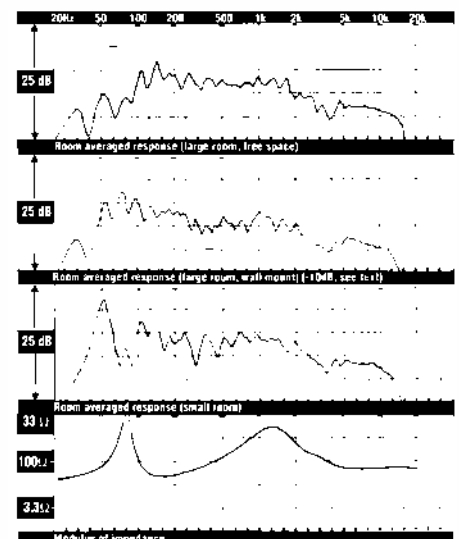 20Hz 50 100 200 500 1k 2k 5k 10k 20k
25 dB
Room averaged response (large room, free space)
25 dB
Room averaged response (large room, wall mount) (-10dB, see text)
25 dB
Room averaged response (small room)
33 Ω
100Ω
3.3Ω
Modulus of impedance